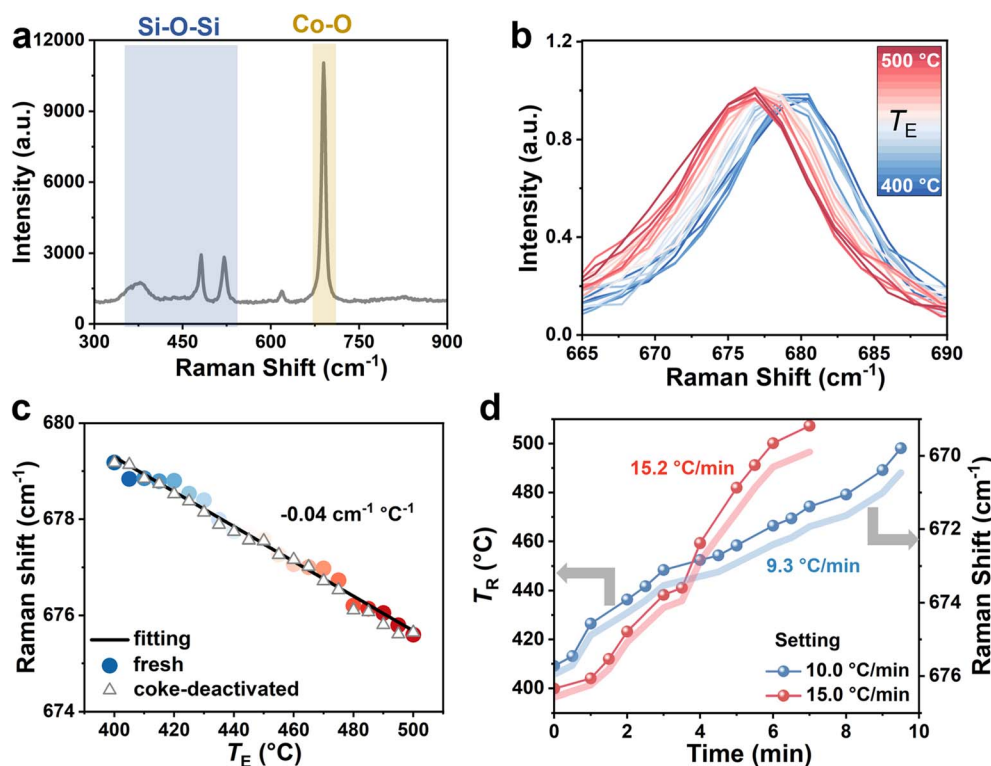 a
Si-O-Si
Co-O
12000
9000
6000
3000
0
Intensity (a.u.)
300
450
600
750
900
Raman Shift (cm⁻¹)
b
500 °C
T_E
400 °C
1.2
0.8
0.4
0.0
Intensity (a.u.)
665
670
675
680
685
690
Raman Shift (cm⁻¹)
c
680
678
676
674
Raman shift (cm⁻¹)
-0.04 cm⁻¹ °C⁻¹
fitting
fresh
coke-deactivated
400
420
440
460
480
500
T_E (°C)
d
500
480
460
440
420
400
T_R (°C)
15.2 °C/min
9.3 °C/min
Setting
10.0 °C/min
15.0 °C/min
670
672
674
676
Raman Shift (cm⁻¹)
0
2
4
6
8
10
Time (min)